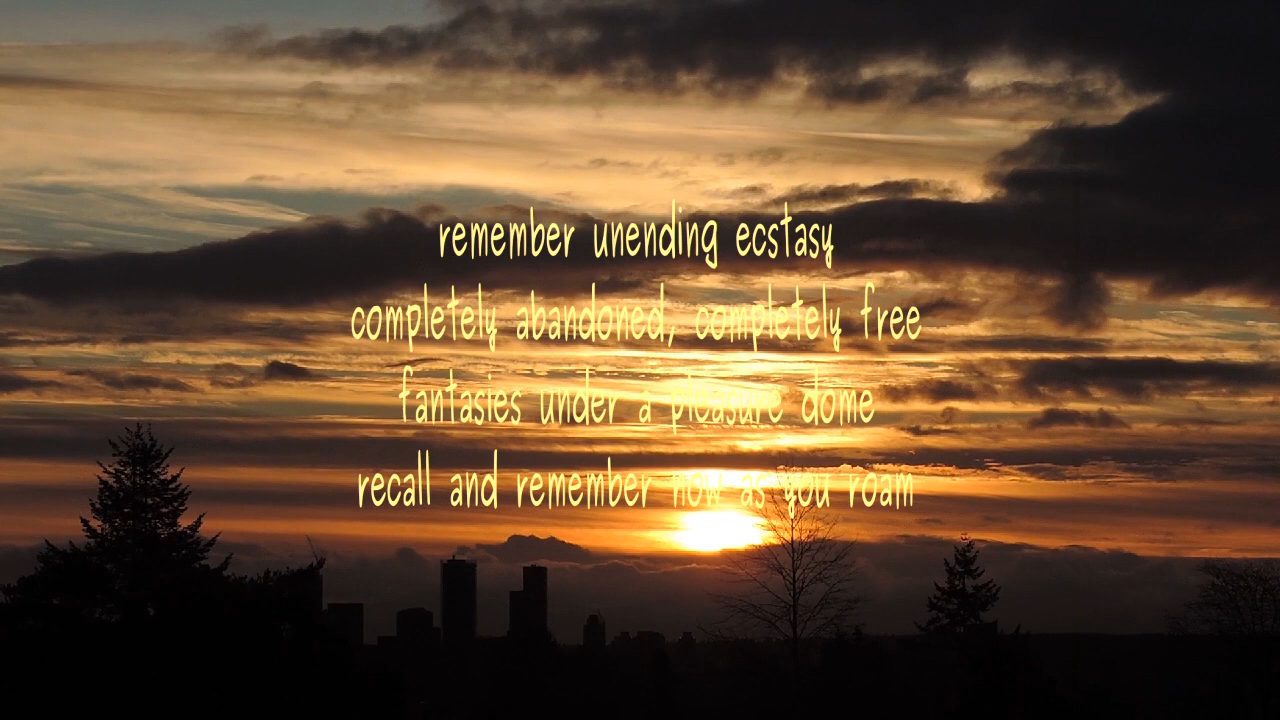 remember unending ecstasy
completely abandoned, completely free
fantasies under a pleasure dome
recall and remember now as you roam